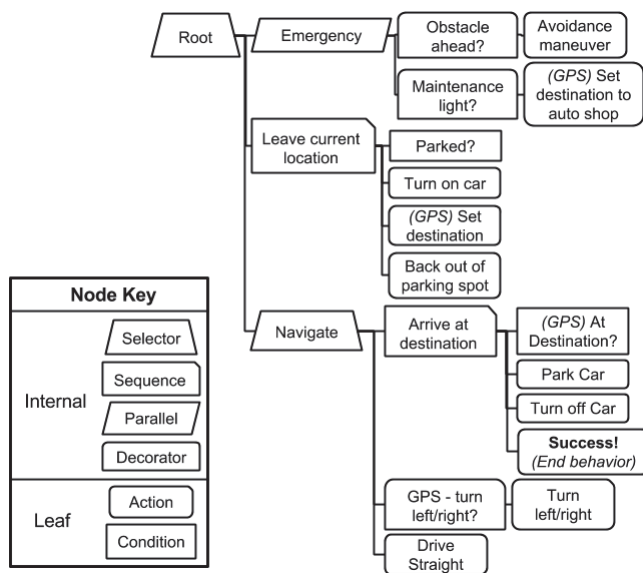 Root
Emergency
Obstacle
ahead?
Avoidance
maneuver
Maintenance
light?
(GPS) Set
destination to
auto shop
Leave current
location
Parked?
Turn on car
(GPS) Set
destination
Back out of
parking spot
Navigate
Arrive at
destination
(GPS) At
Destination?
Park Car
Turn off Car
Success!
(End behavior)
GPS - turn
left/right?
Turn
left/right
Drive
Straight
Node Key
Internal
Selector
Sequence
Parallel
Decorator
Leaf
Action
Condition